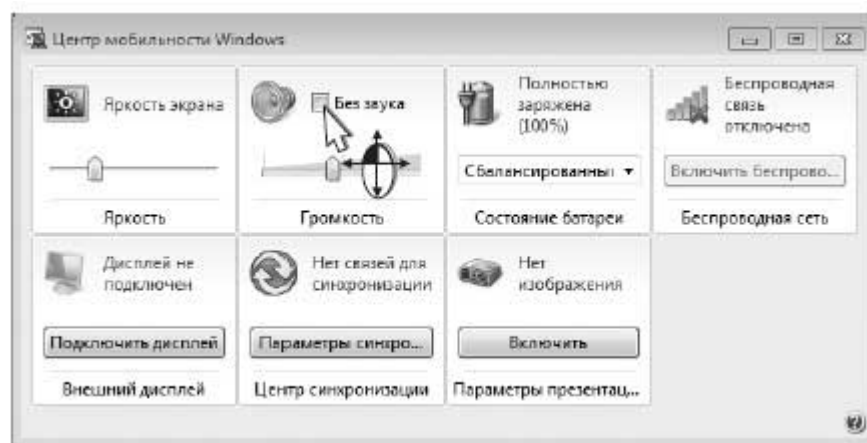 Центр мобильности Windows
Яркость экрана
Яркость
Без звука
Громкость
Полностью
заряжена
(100%)
Сбалансированны
Состояние батареи
Беспроводная
связь
отключена
Включить беспрово...
Беспроводная сеть
Дисплей не
подключен
Подключить дисплей
Внешний дисплей
Нет связей для
синхронизации
Параметры синхро...
Центр синхронизации
Нет
изображения
Включить
Параметры презентац...